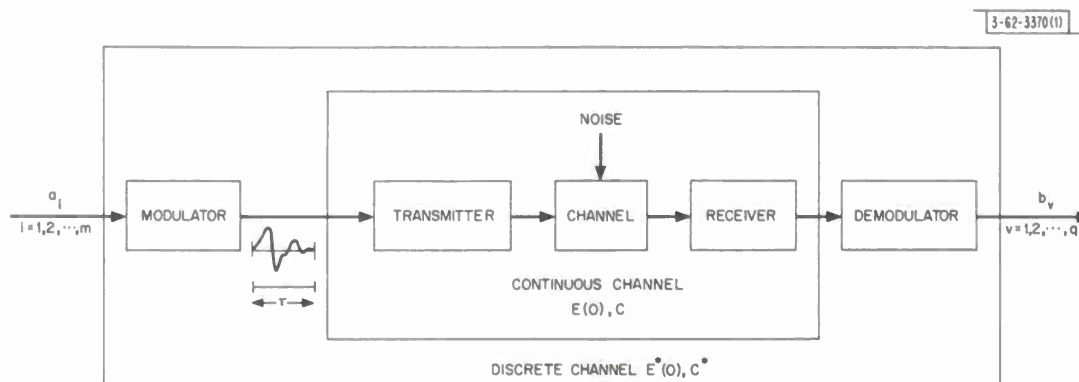 3-62-3370(1)
NOISE
a_i
i = 1,2, ···, m
MODULATOR
TRANSMITTER
CHANNEL
RECEIVER
DEMODULATOR
b_v
v = 1,2, ···, q
τ
CONTINUOUS CHANNEL
E(0), C
DISCRETE CHANNEL E*(0), C*